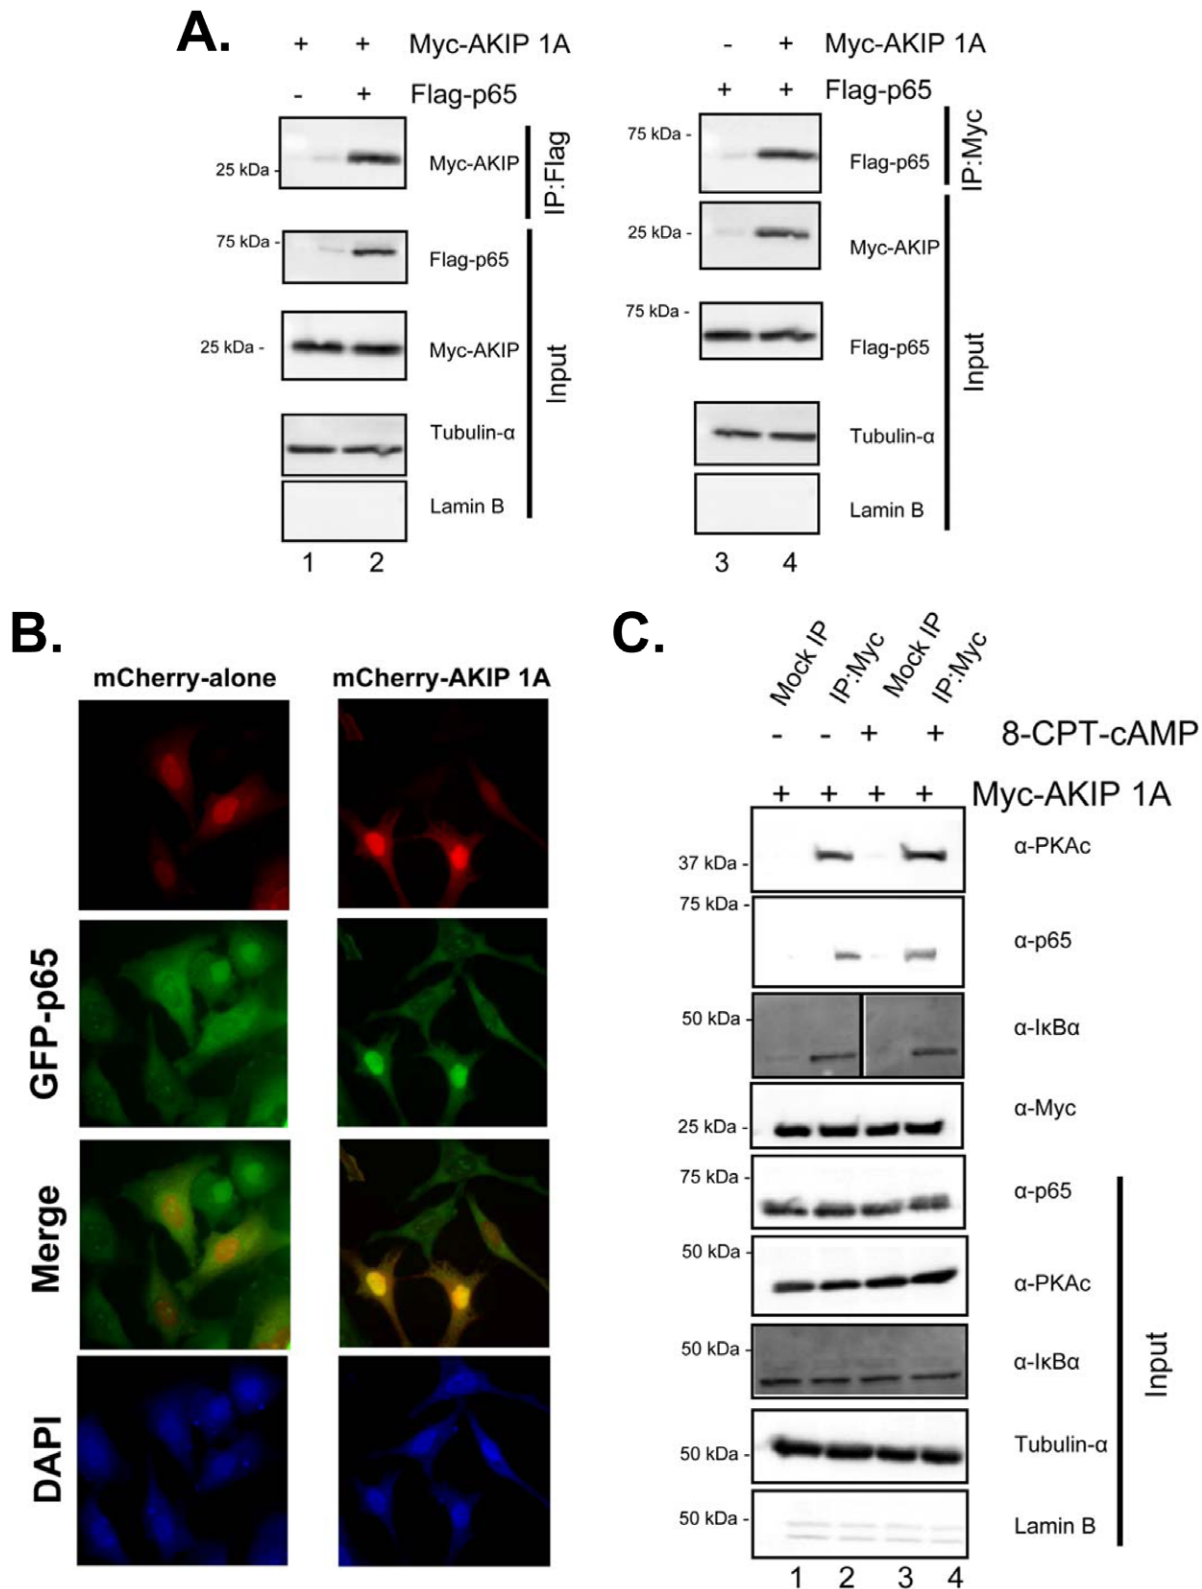 A.
+ + Myc-AKIP 1A
- + Flag-p65
25 kDa - Myc-AKIP
IP:Flag
75 kDa - Flag-p65
25 kDa - Myc-AKIP
Tubulin-α
Lamin B
Input
1 2
- + Myc-AKIP 1A
+ + Flag-p65
75 kDa - Flag-p65
IP:Myc
25 kDa - Myc-AKIP
75 kDa - Flag-p65
Tubulin-α
Lamin B
Input
3 4
B.
mCherry-alone mCherry-AKIP 1A
GFP-p65
Merge
DAPI
C.
Mock IP IP:Myc Mock IP IP:Myc
- - + + 8-CPT-cAMP
+ + + + Myc-AKIP 1A
37 kDa - α-PKAc
75 kDa - α-p65
50 kDa - α-IκBα
25 kDa - α-Myc
75 kDa - α-p65
50 kDa - α-PKAc
50 kDa - α-IκBα
50 kDa - Tubulin-α
50 kDa - Lamin B
Input
1 2 3 4